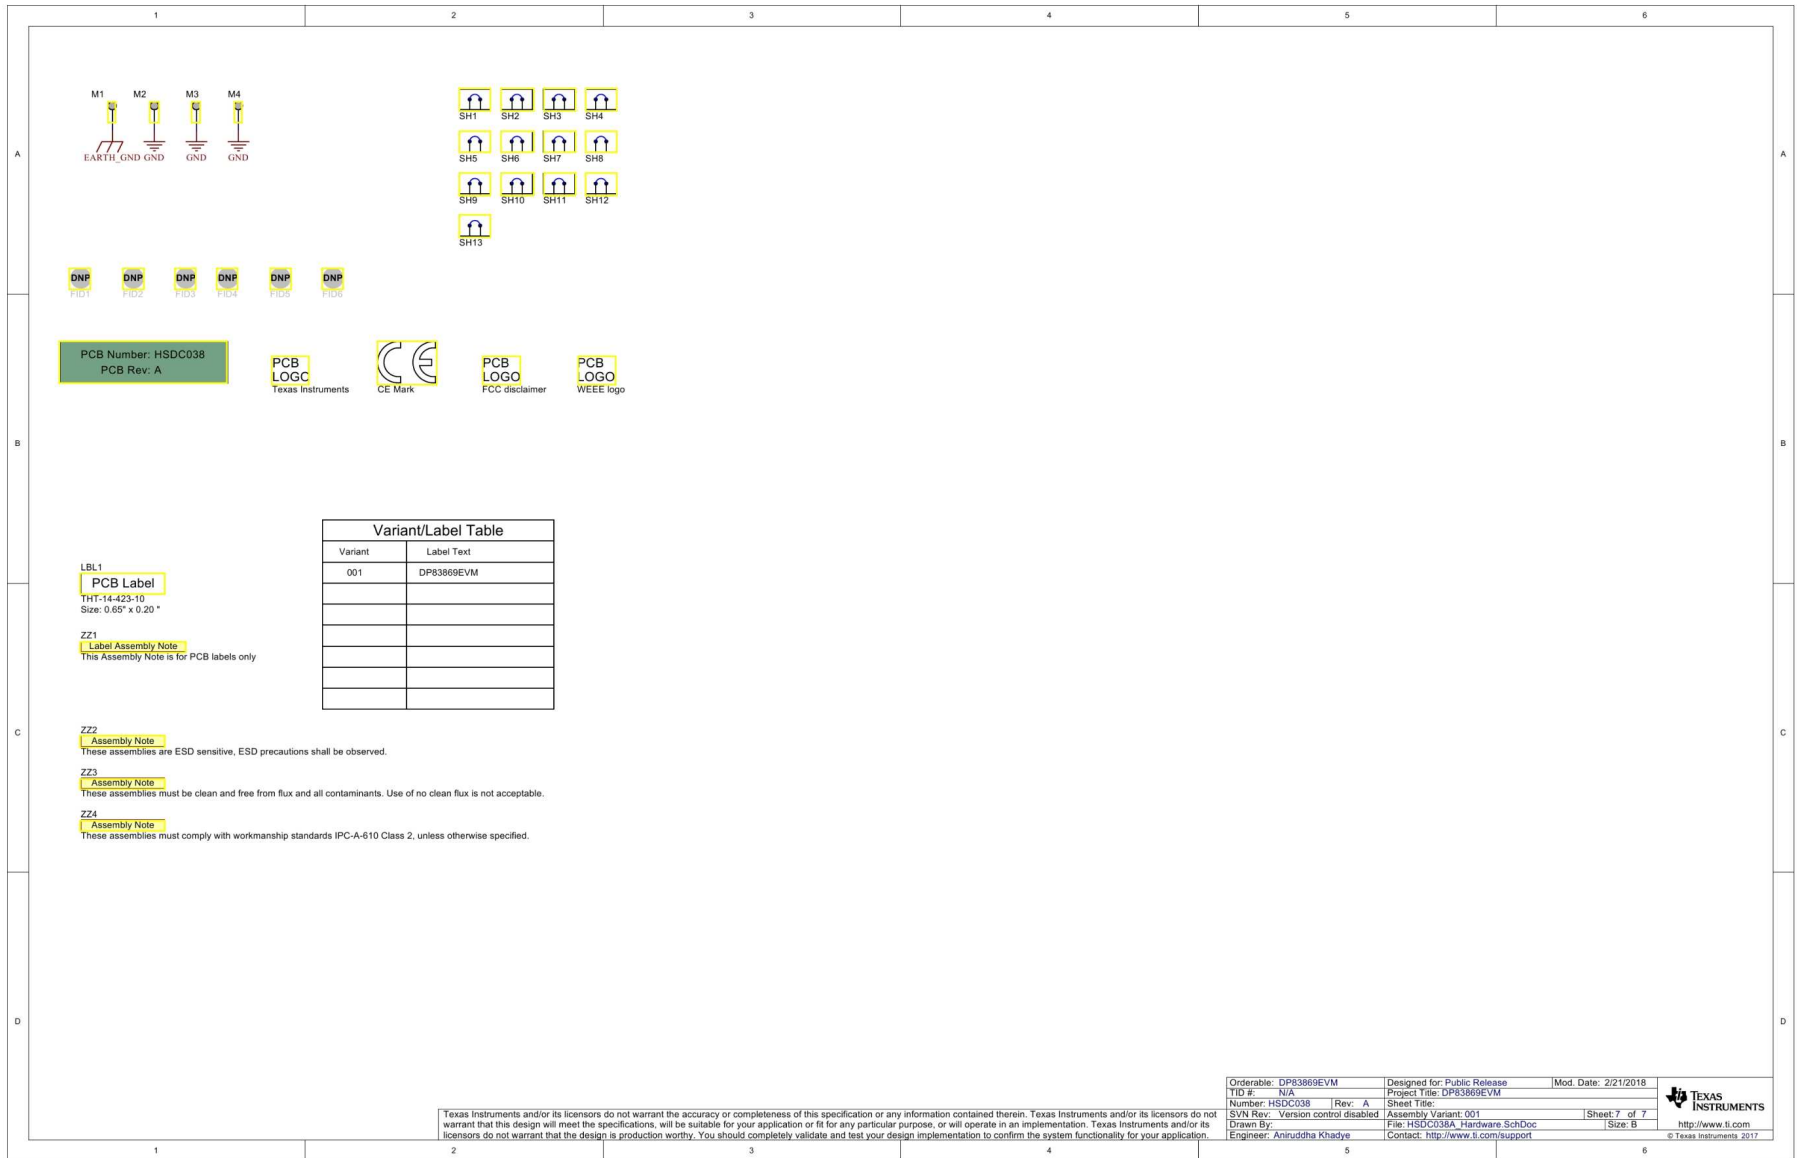 1 2 3 4 5 6
A A
M1 M2 M3 M4
EARTH_GND GND GND GND
SH1 SH2 SH3 SH4
SH5 SH6 SH7 SH8
SH9 SH10 SH11 SH12
SH13
DNP DNP DNP DNP DNP DNP
FID1 FID2 FID3 FID4 FID5 FID6
PCB Number: HSDC038
PCB Rev: A
PCB
LOGO
Texas Instruments
CE
CE Mark
PCB
LOGO
FCC disclaimer
PCB
LOGO
WEEE logo
B B
Variant/Label Table
Variant Label Text
001 DP83869EVM
LBL1
PCB Label
THT-14-423-10
Size: 0.65" x 0.20 "
ZZ1
Label Assembly Note
This Assembly Note is for PCB labels only
C C
ZZ2
Assembly Note
These assemblies are ESD sensitive, ESD precautions shall be observed.
ZZ3
Assembly Note
These assemblies must be clean and free from flux and all contaminants. Use of no clean flux is not acceptable.
ZZ4
Assembly Note
These assemblies must comply with workmanship standards IPC-A-610 Class 2, unless otherwise specified.
D D
Texas Instruments and/or its licensors do not warrant the accuracy or completeness of this specification or any information contained therein. Texas Instruments and/or its licensors do not
warrant that this design will meet the specifications, will be suitable for your application or fit for any particular purpose, or will operate in an implementation. Texas Instruments and/or its
licensors do not warrant that the design is production worthy. You should completely validate and test your design implementation to confirm the system functionality for your application.
Orderable: DP83869EVM Designed for: Public Release Mod. Date: 2/21/2018
TID #: N/A Project Title: DP83869EVM
Number: HSDC038 Rev: A Sheet Title:
SVN Rev: Version control disabled Assembly Variant: 001 Sheet: 7 of 7
Drawn By: File: HSDC038A_Hardware.SchDoc Size: B
Engineer: Aniruddha Khadye Contact: http://www.ti.com/support
TEXAS
INSTRUMENTS
http://www.ti.com
© Texas Instruments 2017
1 2 3 4 5 6